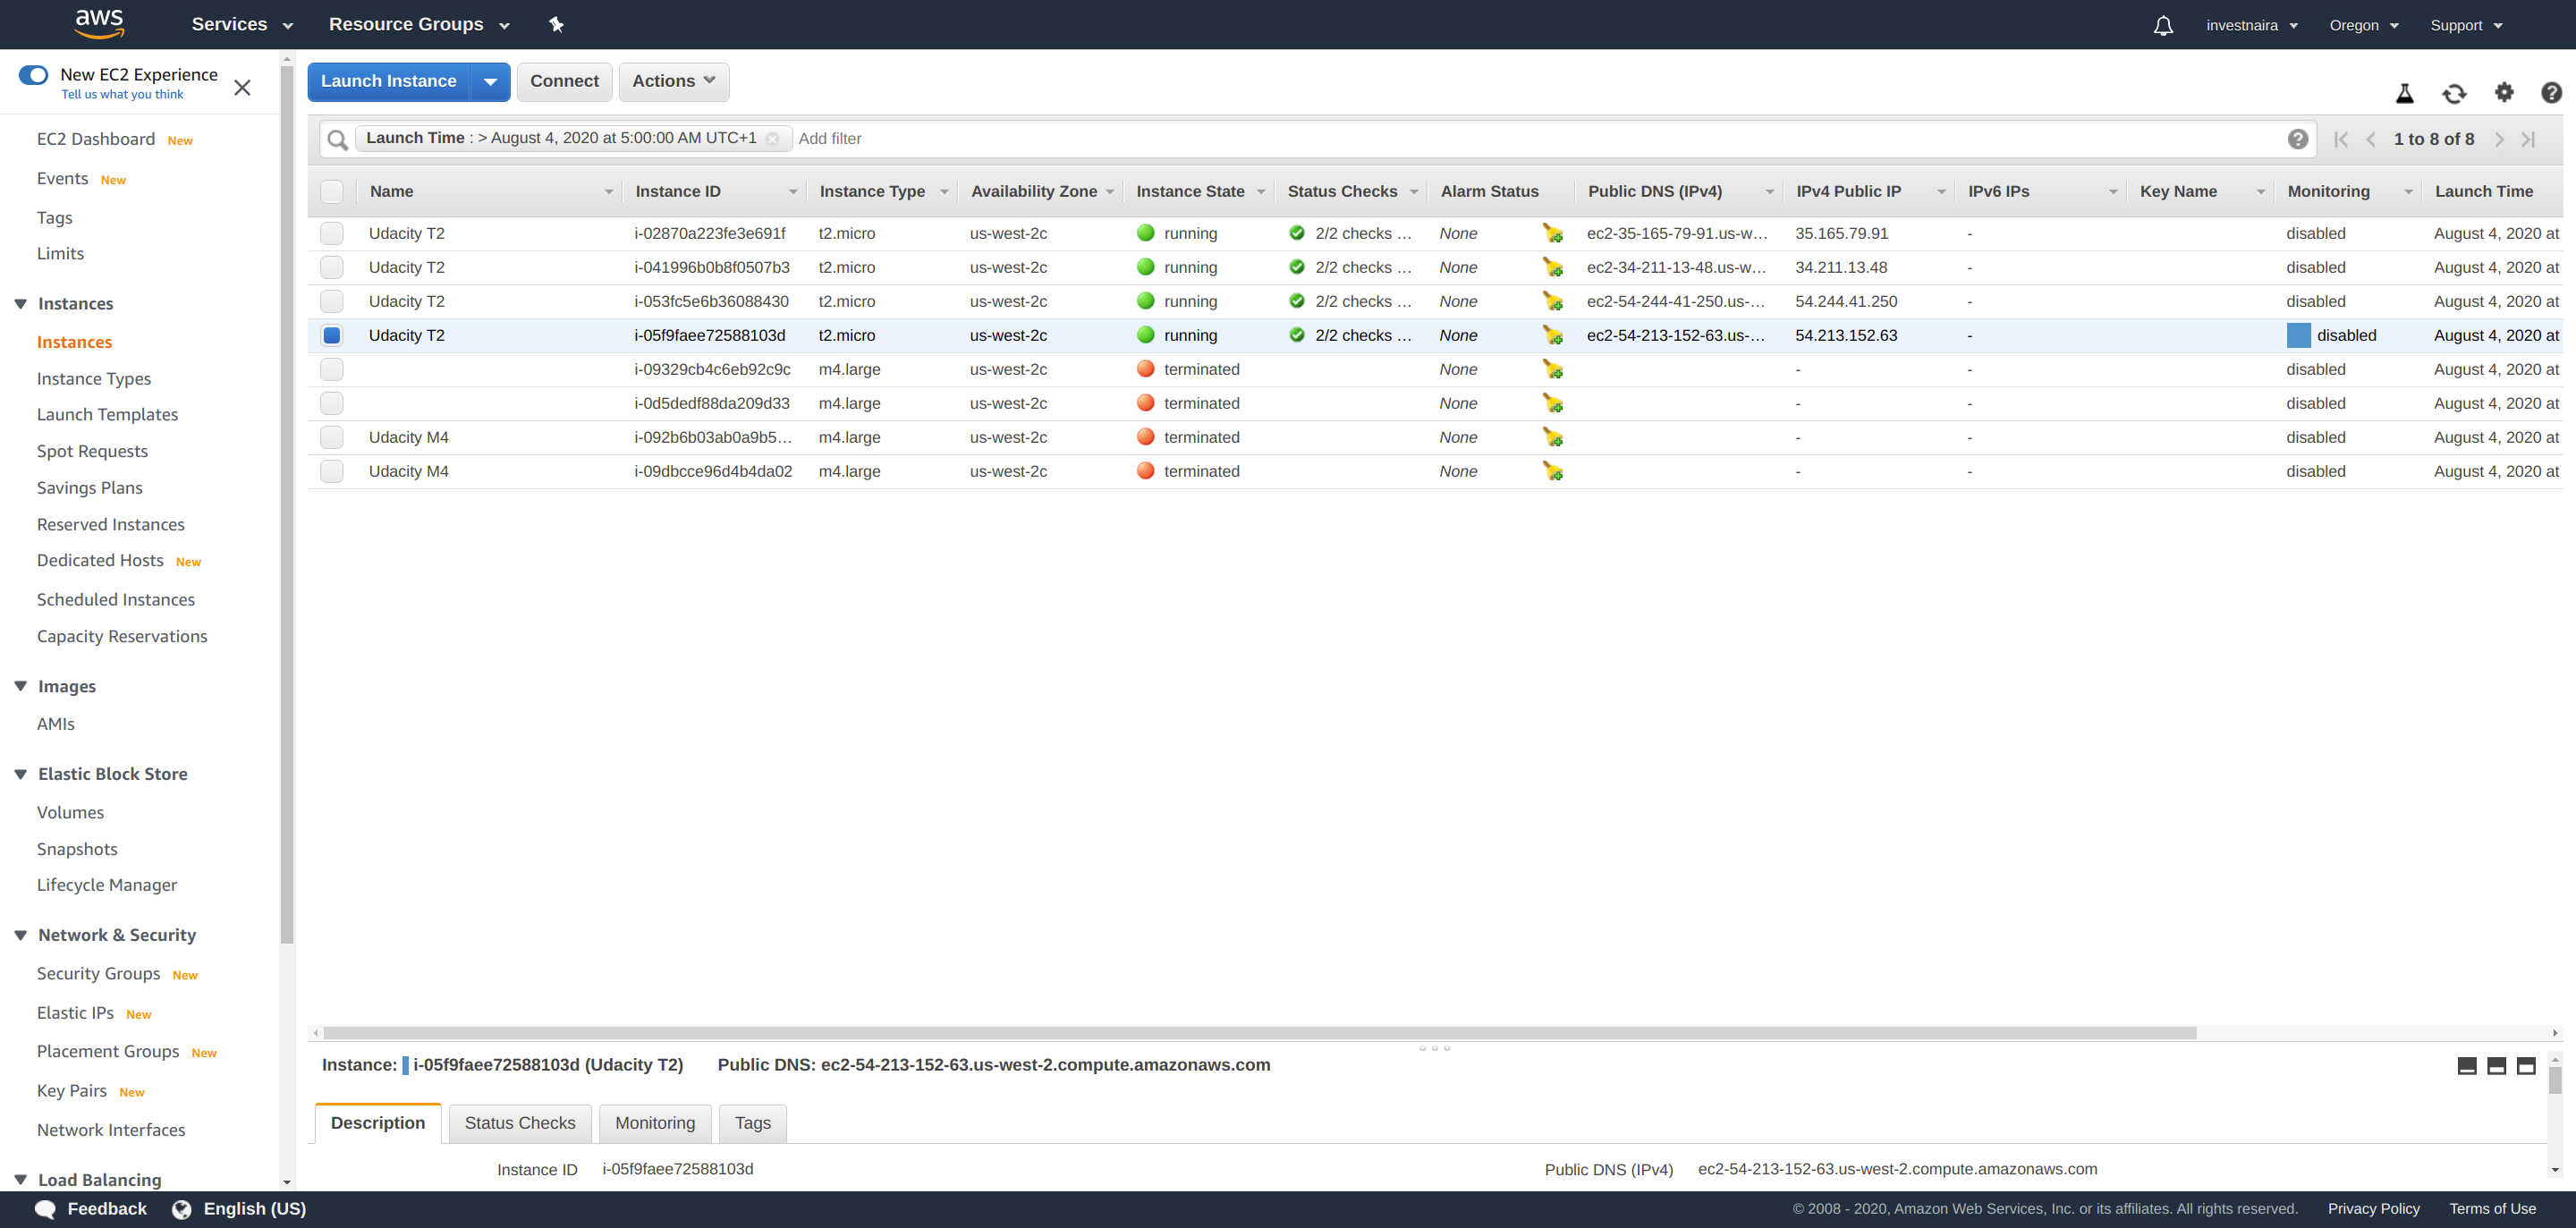 aws Services Resource Groups investnaira Oregon Support
New EC2 Experience
Tell us what you think
EC2 Dashboard New
Events New
Tags
Limits
Instances
Instances
Instance Types
Launch Templates
Spot Requests
Savings Plans
Reserved Instances
Dedicated Hosts New
Scheduled Instances
Capacity Reservations
Images
AMIs
Elastic Block Store
Volumes
Snapshots
Lifecycle Manager
Network & Security
Security Groups New
Elastic IPs New
Placement Groups New
Key Pairs New
Network Interfaces
Load Balancing
Launch Instance Connect Actions
Launch Time : > August 4, 2020 at 5:00:00 AM UTC+1 Add filter 1 to 8 of 8
Name Instance ID Instance Type Availability Zone Instance State Status Checks Alarm Status Public DNS (IPv4) IPv4 Public IP IPv6 IPs Key Name Monitoring Launch Time
Udacity T2 i-02870a223fe3e691f t2.micro us-west-2c running 2/2 checks ... None ec2-35-165-79-91.us-w... 35.165.79.91 - disabled August 4, 2020 at
Udacity T2 i-041996b0b8f0507b3 t2.micro us-west-2c running 2/2 checks ... None ec2-34-211-13-48.us-w... 34.211.13.48 - disabled August 4, 2020 at
Udacity T2 i-053fc5e6b36088430 t2.micro us-west-2c running 2/2 checks ... None ec2-54-244-41-250.us-... 54.244.41.250 - disabled August 4, 2020 at
Udacity T2 i-05f9faee72588103d t2.micro us-west-2c running 2/2 checks ... None ec2-54-213-152-63.us-... 54.213.152.63 - disabled August 4, 2020 at
i-09329cb4c6eb92c9c m4.large us-west-2c terminated None - - disabled August 4, 2020 at
i-0d5dedf88da209d33 m4.large us-west-2c terminated None - - disabled August 4, 2020 at
Udacity M4 i-092b6b03ab0a9b5... m4.large us-west-2c terminated None - - disabled August 4, 2020 at
Udacity M4 i-09dbcce96d4b4da02 m4.large us-west-2c terminated None - - disabled August 4, 2020 at
Instance: i-05f9faee72588103d (Udacity T2) Public DNS: ec2-54-213-152-63.us-west-2.compute.amazonaws.com
Description Status Checks Monitoring Tags
Instance ID i-05f9faee72588103d Public DNS (IPv4) ec2-54-213-152-63.us-west-2.compute.amazonaws.com
Feedback English (US) © 2008 - 2020, Amazon Web Services, Inc. or its affiliates. All rights reserved. Privacy Policy Terms of Use